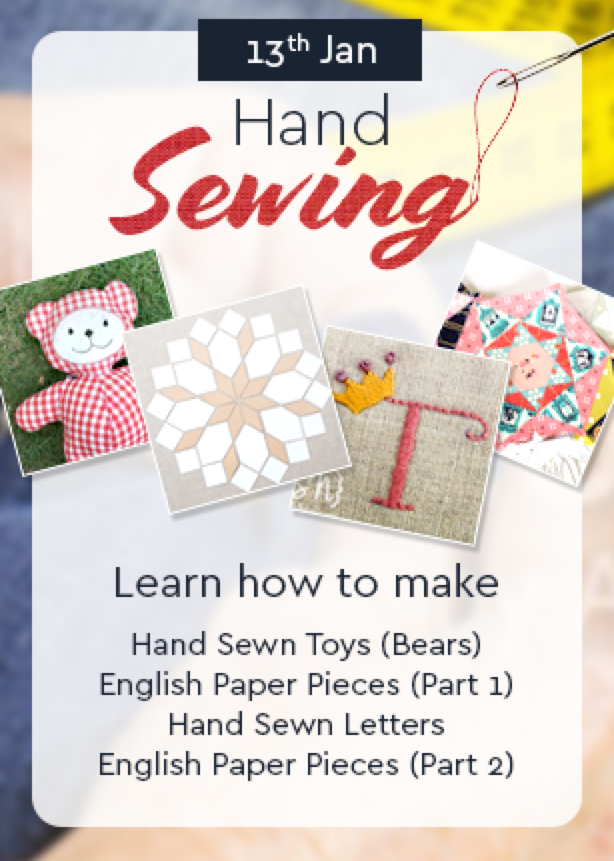 13th Jan
Hand
Sewing
& N}
Learn how to make
Hand Sewn Toys (Bears)
English Paper Pieces (Part 1)
Hand Sewn Letters
English Paper Pieces (Part 2)
T